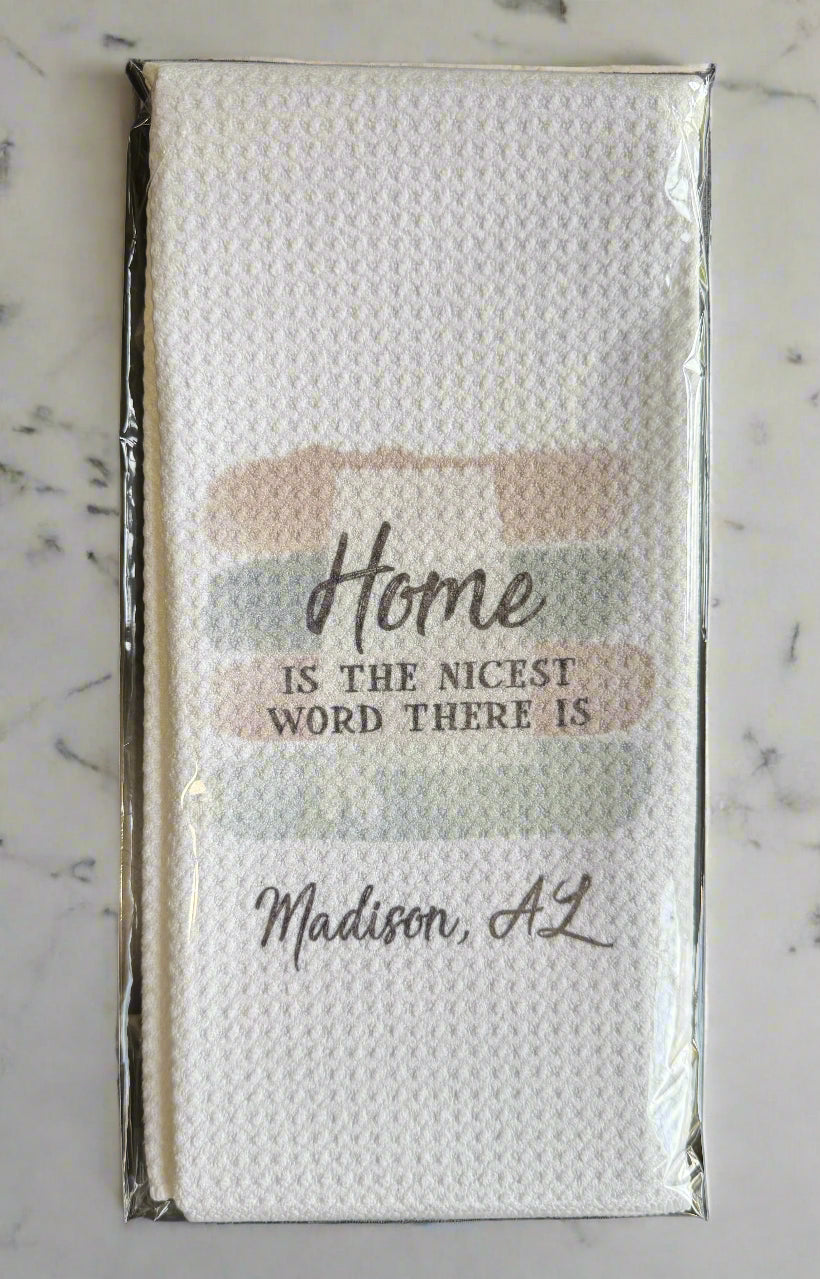 Home
IS THE NICEST
WORD THERE IS
Madison, AL